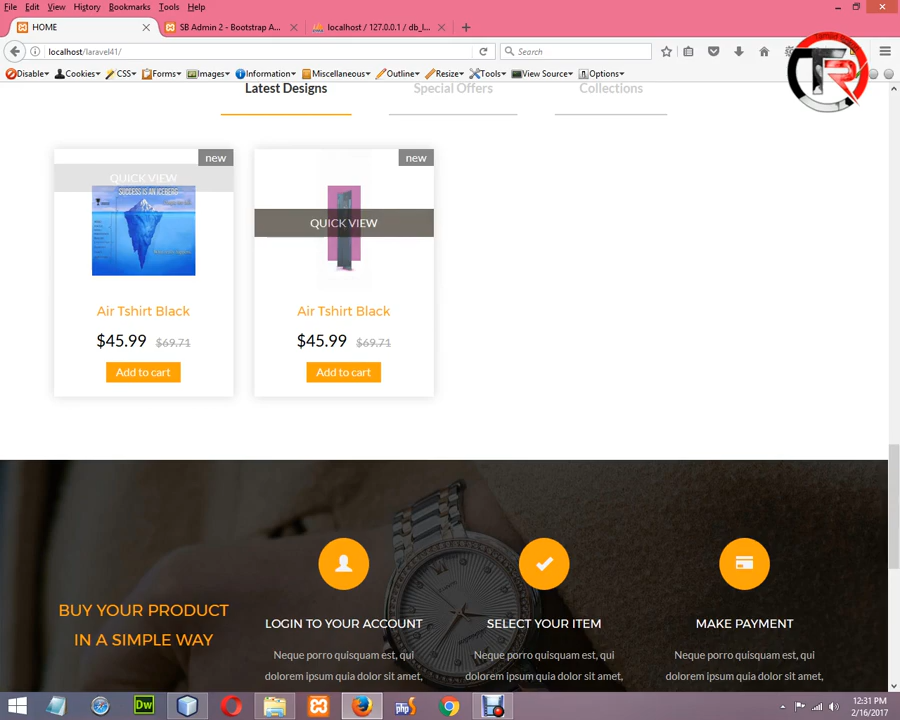 File Edit View History Bookmarks Tools Help
HOME
SB Admin 2 - Bootstrap A...
localhost / 127.0.0.1 / db_l...
localhost/laravel41/
Search
Disable Cookies CSS Forms Images Information Miscellaneous Outline Resize Tools View Source Options
Latest Designs Special Offers Collections
new
new
QUICK VIEW
SUCCESS IS AN ICEBERG
QUICK VIEW
Air Tshirt Black
Air Tshirt Black
$45.99 $69.71
$45.99 $69.71
Add to cart
Add to cart
BUY YOUR PRODUCT
IN A SIMPLE WAY
LOGIN TO YOUR ACCOUNT
SELECT YOUR ITEM
MAKE PAYMENT
Neque porro quisquam est, qui
dolorem ipsum quia dolor sit amet,
Neque porro quisquam est, qui
dolorem ipsum quia dolor sit amet,
Neque porro quisquam est, qui
dolorem ipsum quia dolor sit amet,
Dw
php
12:31 PM
2/16/2017